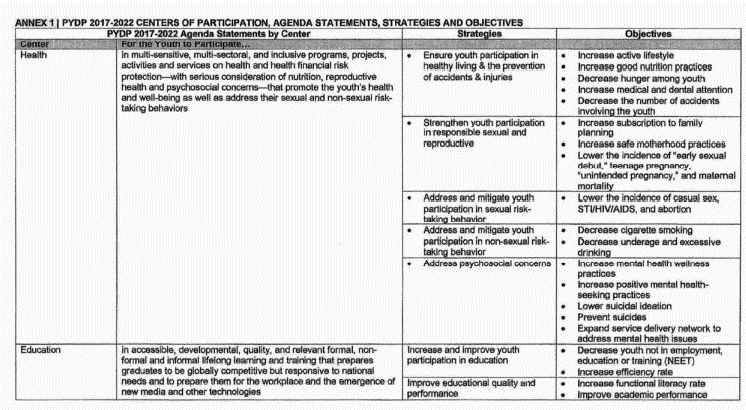 ANNEX 1 | PYDP 2017-2022 CENTERS OF PARTICIPATION, AGENDA STATEMENTS, STRATEGIES AND OBJECTIVES
PYDP 2017-2022 Agenda Statements by Center
Strategies
Objectives
Center
For the Youth to Participate...
Health
in multi-sensitive, multi-sectoral, and inclusive programs, projects,
activities and services on health and health financial risk
protection—with serious consideration of nutrition, reproductive
health and psychosocial concerns—that promote the youth's health
and well-being as well as address their sexual and non-sexual risk-
taking behaviors
• Ensure youth participation in
healthy living & the prevention
of accidents & injuries
• Increase active lifestyle
• Increase good nutrition practices
• Decrease hunger among youth
• Increase medical and dental attention
• Decrease the number of accidents
involving the youth
• Strengthen youth participation
in responsible sexual and
reproductive
• Increase subscription to family
planning
• Increase safe motherhood practices
• Lower the incidence of "early sexual
debut," teenage pregnancy,
"unintended pregnancy," and maternal
mortality
• Address and mitigate youth
participation in sexual risk-
taking behavior
• Lower the incidence of casual sex,
STI/HIV/AIDS, and abortion
• Address and mitigate youth
participation in non-sexual risk-
taking behavior
• Decrease cigarette smoking
• Decrease underage and excessive
drinking
• Address psychosocial concerns
• Increase mental health wellness
practices
• Increase positive mental health-
seeking practices
• Lower suicidal ideation
• Prevent suicides
• Expand service delivery network to
address mental health issues
Education
in accessible, developmental, quality, and relevant formal, non-
formal and informal lifelong learning and training that prepares
graduates to be globally competitive but responsive to national
needs and to prepare them for the workplace and the emergence of
new media and other technologies
Increase and improve youth
participation in education
• Decrease youth not in employment,
education or training (NEET)
• Increase efficiency rate
Improve educational quality and
performance
• Increase functional literacy rate
• Improve academic performance